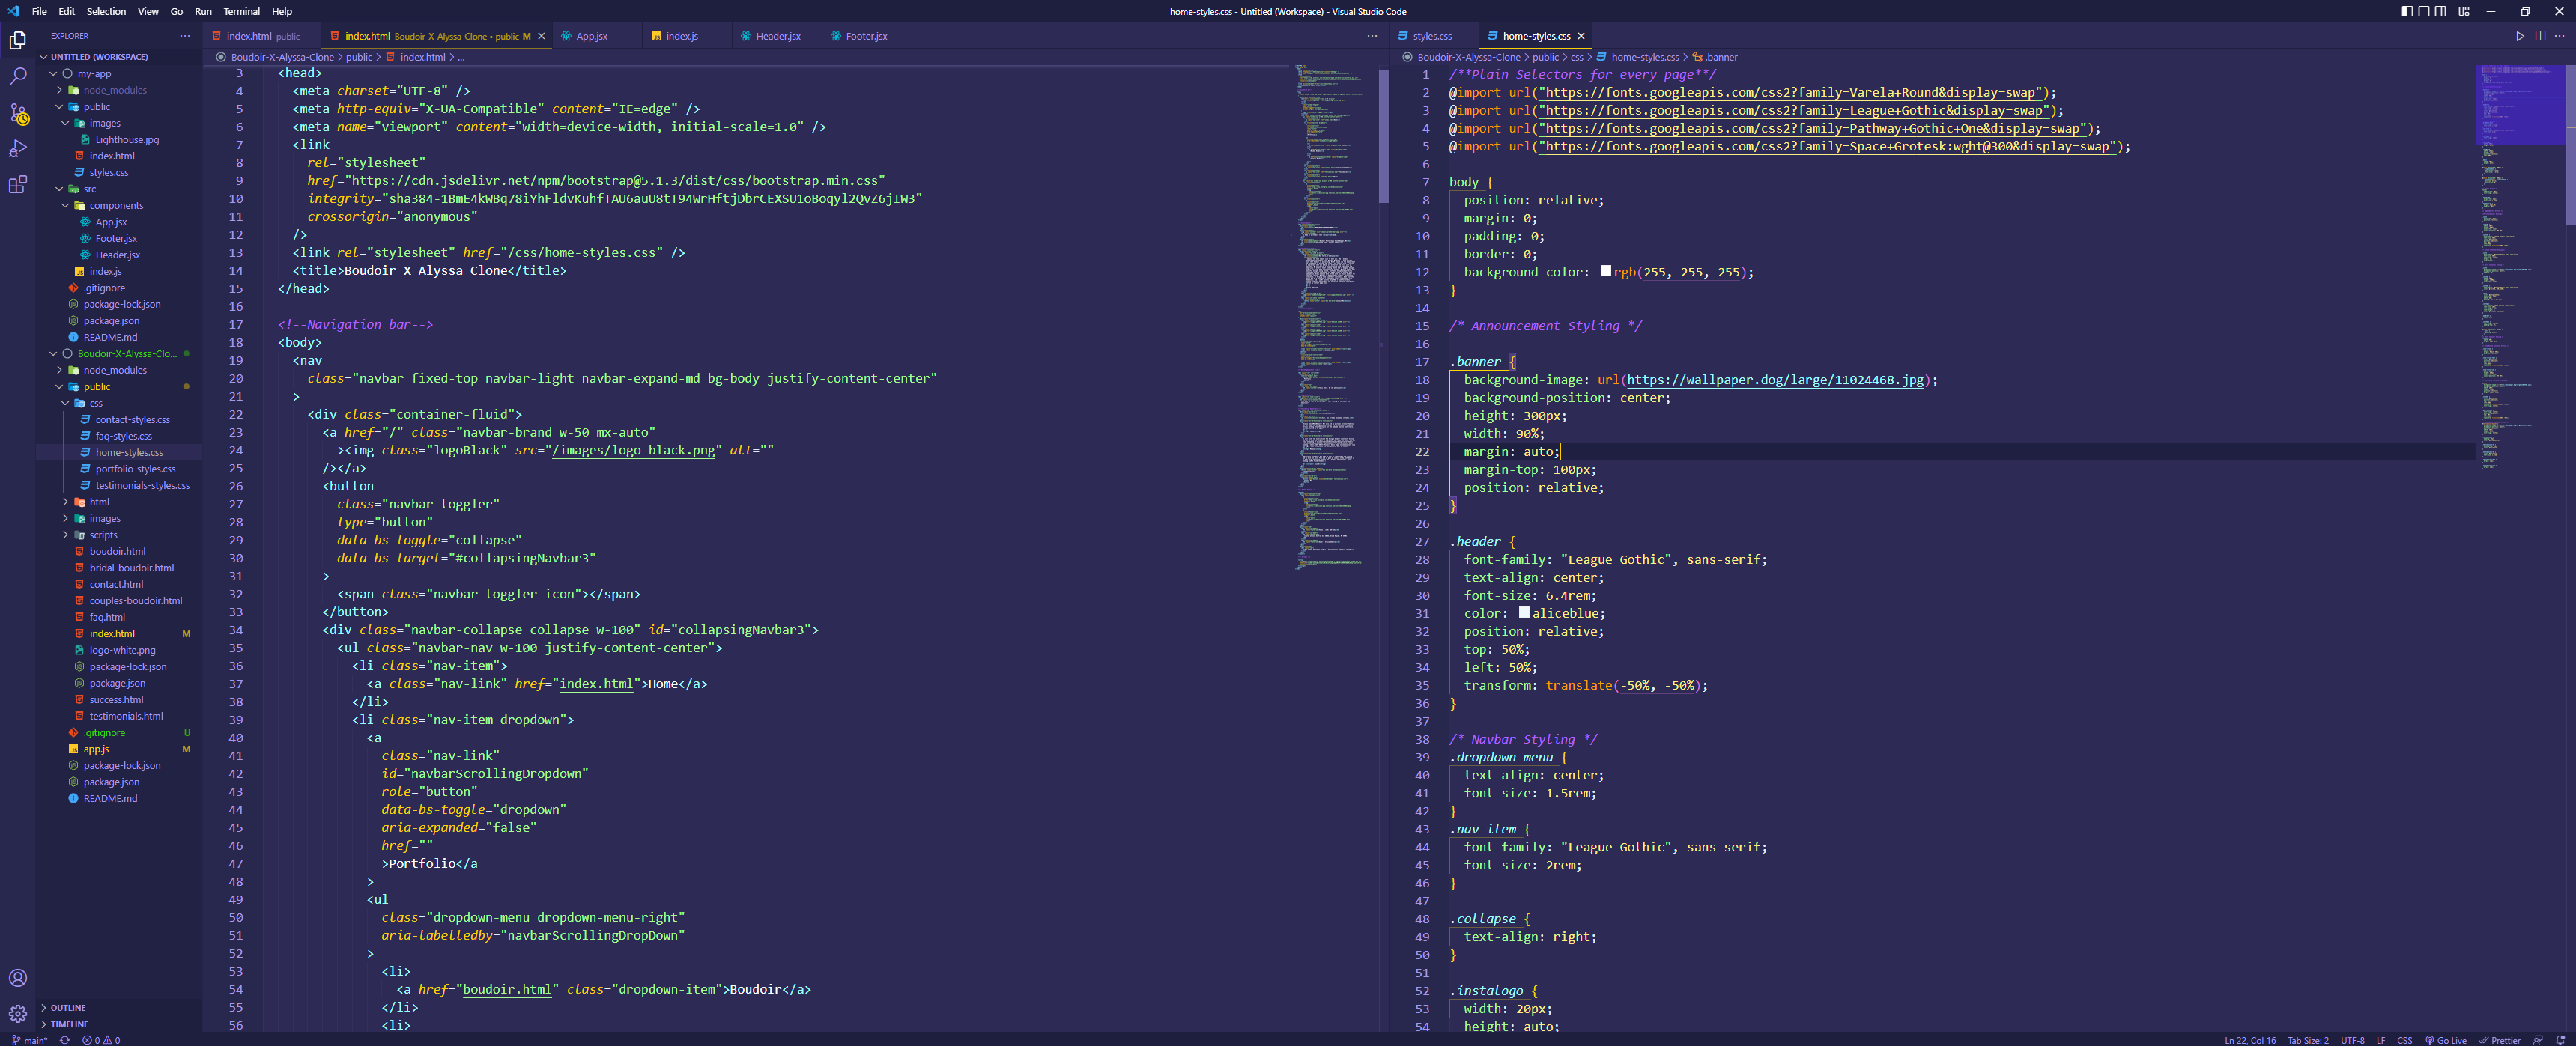 File Edit Selection View Go Run Terminal Help
home-styles.css - Untitled (Workspace) - Visual Studio Code
EXPLORER
UNTITLED (WORKSPACE)
my-app
node_modules
public
images
Lighthouse.jpg
index.html
styles.css
src
components
App.jsx
Footer.jsx
Header.jsx
index.js
.gitignore
package-lock.json
package.json
README.md
Boudoir-X-Alyssa-Clo...
node_modules
public
css
contact-styles.css
faq-styles.css
home-styles.css
portfolio-styles.css
testimonials-styles.css
html
images
scripts
boudoir.html
bridal-boudoir.html
contact.html
couples-boudoir.html
faq.html
index.html M
logo-white.png
package-lock.json
package.json
success.html
testimonials.html
.gitignore U
app.js M
package-lock.json
package.json
README.md
OUTLINE
TIMELINE
index.html public
index.html Boudoir-X-Alyssa-Clone • public M
App.jsx
index.js
Header.jsx
Footer.jsx
Boudoir-X-Alyssa-Clone > public > index.html > ...
3 <head>
4 <meta charset="UTF-8" />
5 <meta http-equiv="X-UA-Compatible" content="IE=edge" />
6 <meta name="viewport" content="width=device-width, initial-scale=1.0" />
7 <link
8 rel="stylesheet"
9 href="https://cdn.jsdelivr.net/npm/bootstrap@5.1.3/dist/css/bootstrap.min.css"
10 integrity="sha384-1BmE4kWBq78iYhFldvKuhfTAU6auU8tT94WrHftjDbrCEXSU1oBoqyl2QvZ6jIW3"
11 crossorigin="anonymous"
12 />
13 <link rel="stylesheet" href="/css/home-styles.css" />
14 <title>Boudoir X Alyssa Clone</title>
15 </head>
16
17 <!--Navigation bar-->
18 <body>
19 <nav
20 class="navbar fixed-top navbar-light navbar-expand-md bg-body justify-content-center"
21 >
22 <div class="container-fluid">
23 <a href="/" class="navbar-brand w-50 mx-auto"
24 ><img class="logoBlack" src="/images/logo-black.png" alt=""
25 /></a>
26 <button
27 class="navbar-toggler"
28 type="button"
29 data-bs-toggle="collapse"
30 data-bs-target="#collapsingNavbar3"
31 >
32 <span class="navbar-toggler-icon"></span>
33 </button>
34 <div class="navbar-collapse collapse w-100" id="collapsingNavbar3">
35 <ul class="navbar-nav w-100 justify-content-center">
36 <li class="nav-item">
37 <a class="nav-link" href="index.html">Home</a>
38 </li>
39 <li class="nav-item dropdown">
40 <a
41 class="nav-link"
42 id="navbarScrollingDropdown"
43 role="button"
44 data-bs-toggle="dropdown"
45 aria-expanded="false"
46 href=""
47 >Portfolio</a
48 >
49 <ul
50 class="dropdown-menu dropdown-menu-right"
51 aria-labelledby="navbarScrollingDropDown"
52 >
53 <li>
54 <a href="boudoir.html" class="dropdown-item">Boudoir</a>
55 </li>
56 <li>
styles.css
home-styles.css
Boudoir-X-Alyssa-Clone > public > css > home-styles.css > .banner
1 /**Plain Selectors for every page**/
2 @import url("https://fonts.googleapis.com/css2?family=Varela+Round&display=swap");
3 @import url("https://fonts.googleapis.com/css2?family=League+Gothic&display=swap");
4 @import url("https://fonts.googleapis.com/css2?family=Pathway+Gothic+One&display=swap");
5 @import url("https://fonts.googleapis.com/css2?family=Space+Grotesk:wght@300&display=swap");
6
7 body {
8 position: relative;
9 margin: 0;
10 padding: 0;
11 border: 0;
12 background-color: rgb(255, 255, 255);
13 }
14
15 /* Announcement Styling */
16
17 .banner {
18 background-image: url(https://wallpaper.dog/large/11024468.jpg);
19 background-position: center;
20 height: 300px;
21 width: 90%;
22 margin: auto;
23 margin-top: 100px;
24 position: relative;
25 }
26
27 .header {
28 font-family: "League Gothic", sans-serif;
29 text-align: center;
30 font-size: 6.4rem;
31 color: aliceblue;
32 position: relative;
33 top: 50%;
34 left: 50%;
35 transform: translate(-50%, -50%);
36 }
37
38 /* Navbar Styling */
39 .dropdown-menu {
40 text-align: center;
41 font-size: 1.5rem;
42 }
43 .nav-item {
44 font-family: "League Gothic", sans-serif;
45 font-size: 2rem;
46 }
47
48 .collapse {
49 text-align: right;
50 }
51
52 .instalogo {
53 width: 20px;
54 height: auto;
main* 0 0
Ln 22, Col 16 Tab Size: 2 UTF-8 LF CSS Go Live Prettier